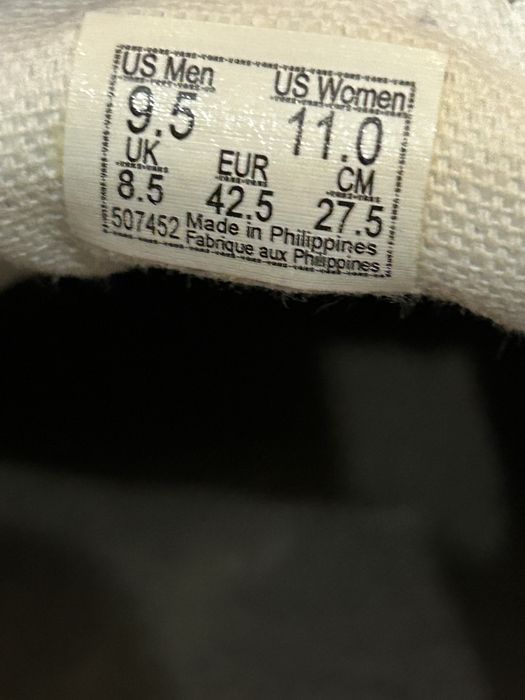 US Men US Women
9.5 11.0
UK EUR CM
8.5 42.5 27.5
507452 Made in Philippines
Fabrique aux Philippines